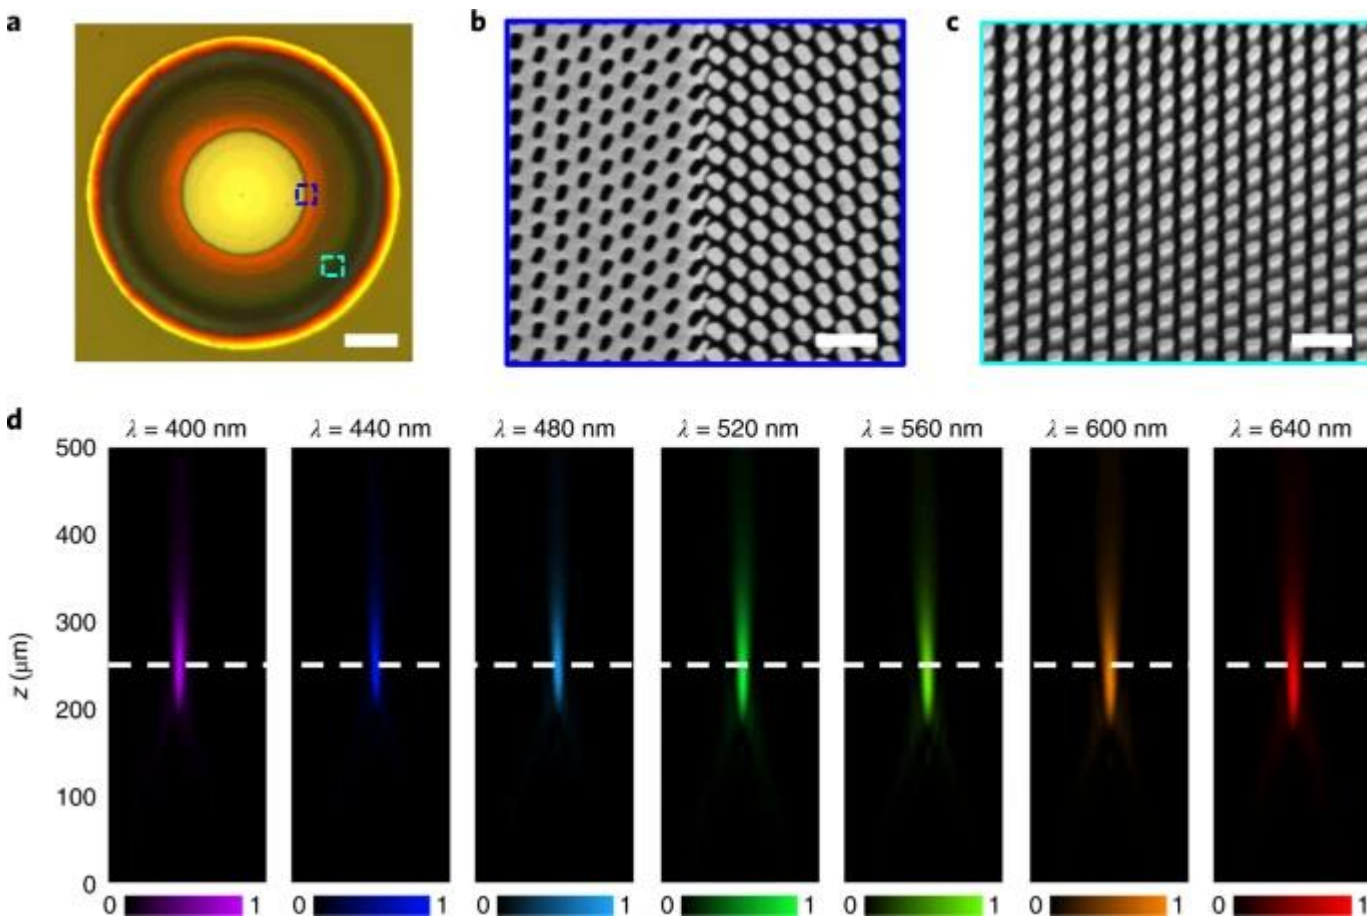 a
b
c
d
λ = 400 nm
λ = 440 nm
λ = 480 nm
λ = 520 nm
λ = 560 nm
λ = 600 nm
λ = 640 nm
500
400
300
200
100
0
z (μm)
0 1
0 1
0 1
0 1
0 1
0 1
0 1